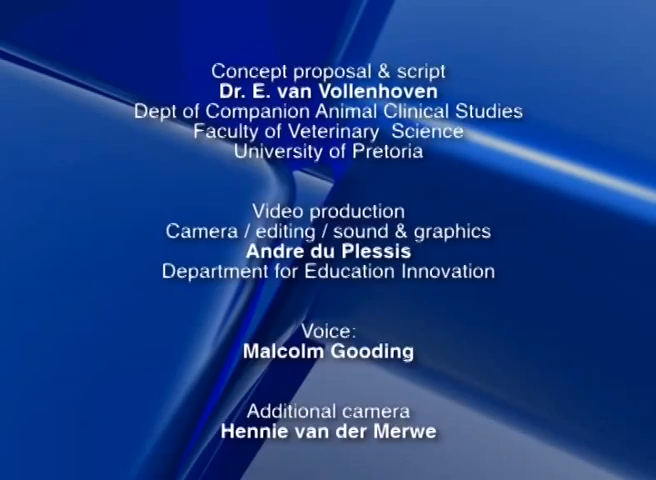 Concept proposal & script
Dr. E. van Vollenhoven
Dept of Companion Animal Clinical Studies
Faculty of Veterinary Science
University of Pretoria
Video production
Camera / editing / sound & graphics
Andre du Plessis
Department for Education Innovation
Voice:
Malcolm Gooding
Additional camera
Hennie van der Merwe